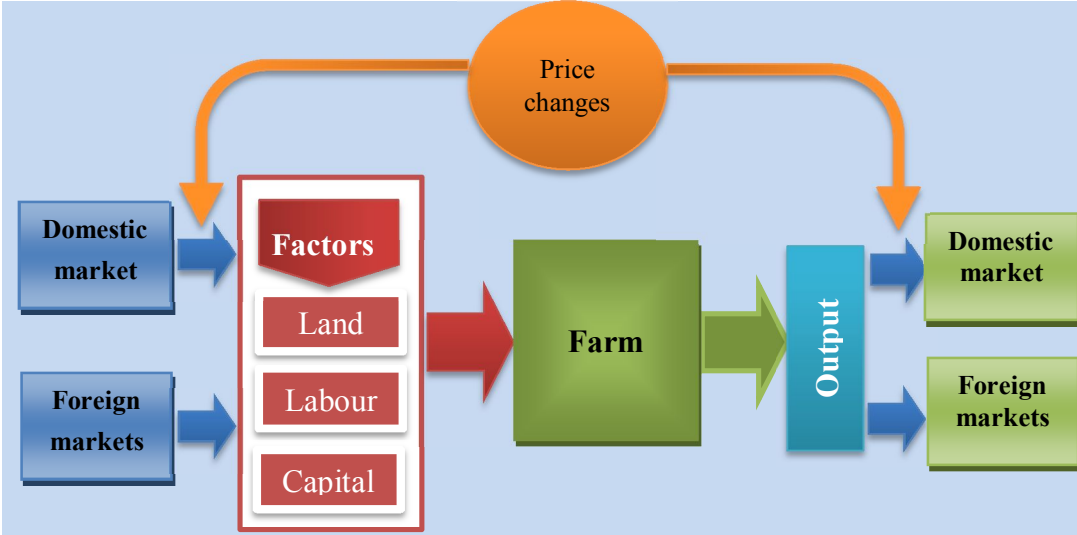 Price
changes
Domestic
market
Foreign
markets
Factors
Land
Labour
Capital
Farm
Output
Domestic
market
Foreign
markets